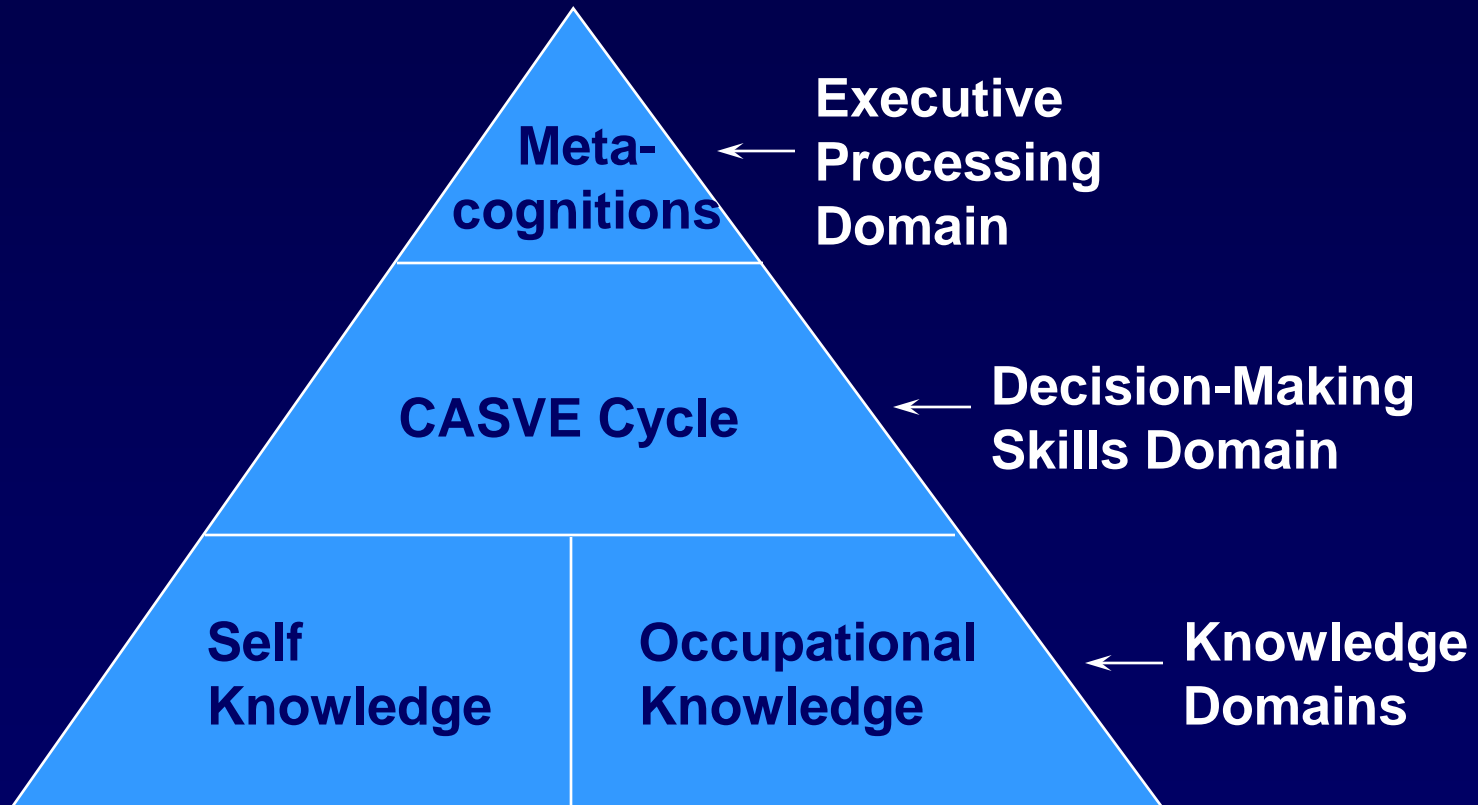 Meta-
cognitions
Executive
Processing
Domain
CASVE Cycle
Decision-Making
Skills Domain
Self
Knowledge
Occupational
Knowledge
Knowledge
Domains